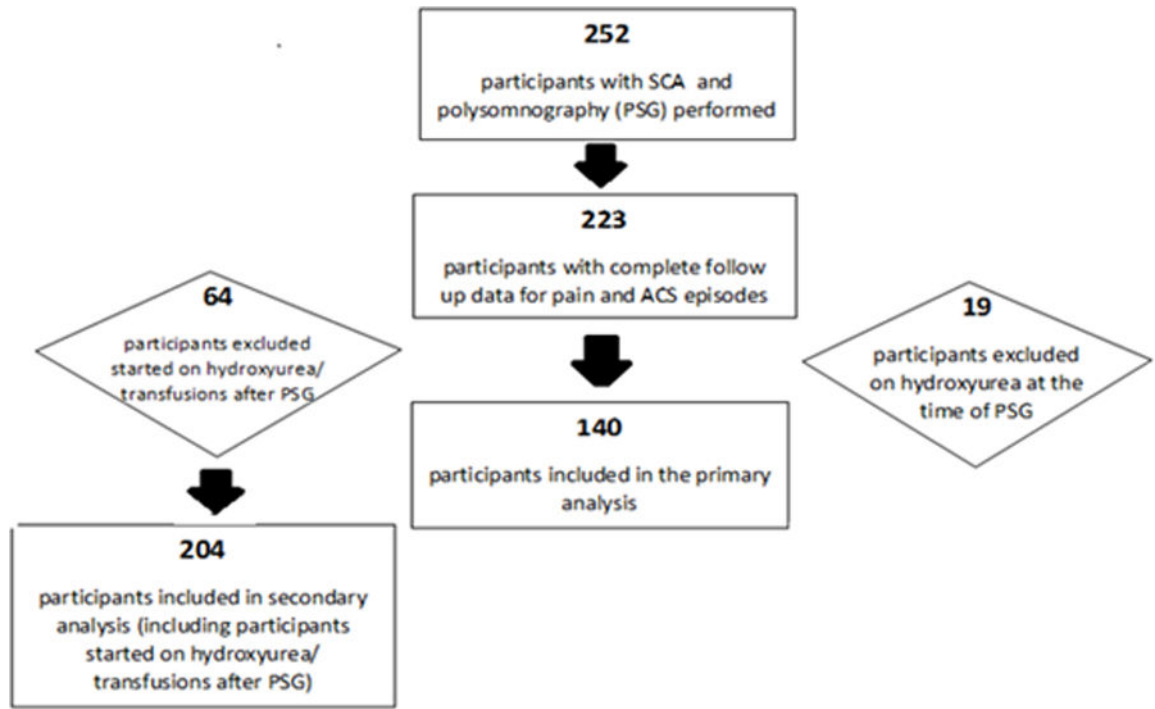 252
participants with SCA and
polysomnography (PSG) performed
223
participants with complete follow
up data for pain and ACS episodes
64
participants excluded
started on hydroxyurea/
transfusions after PSG
19
participants excluded
on hydroxyurea at the
time of PSG
140
participants included in the primary
analysis
204
participants included in secondary
analysis (including participants
started on hydroxyurea/
transfusions after PSG)